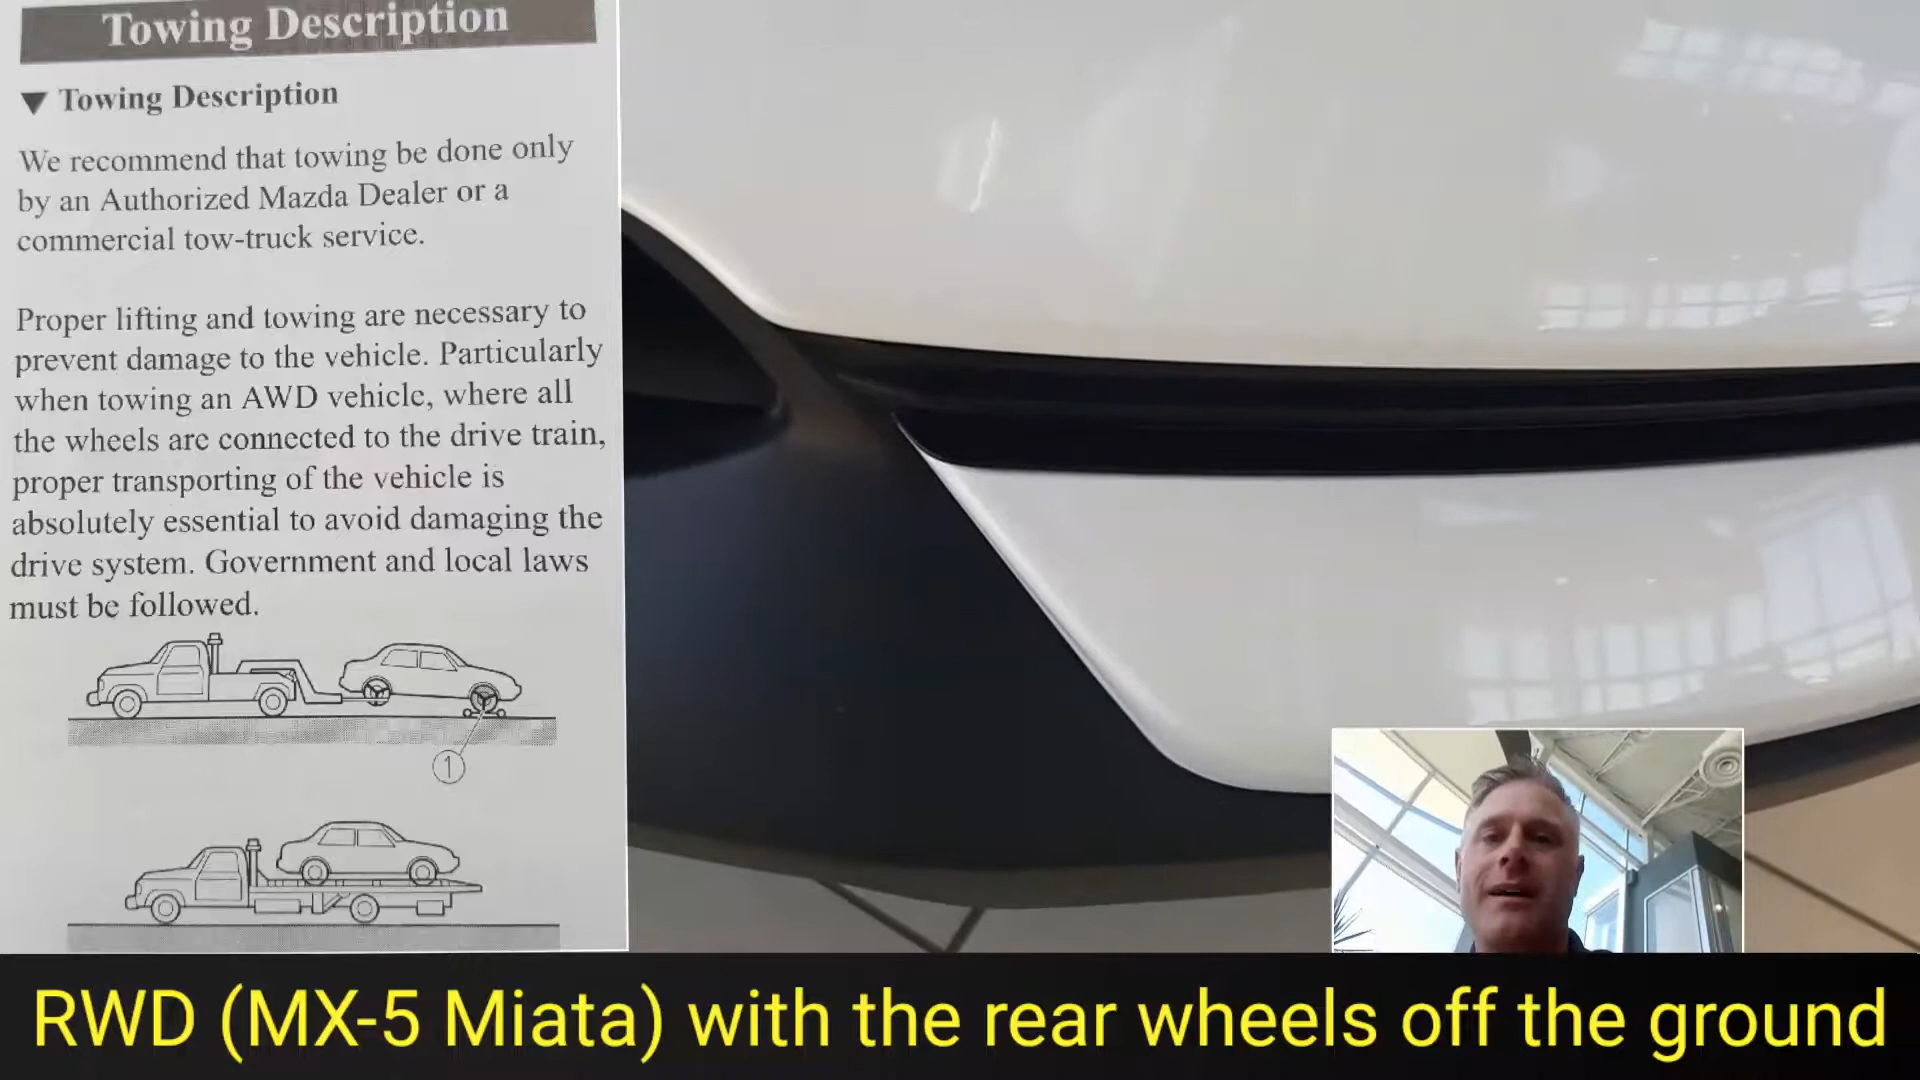 Towing Description
▼ Towing Description
We recommend that towing be done only
by an Authorized Mazda Dealer or a
commercial tow-truck service.
Proper lifting and towing are necessary to
prevent damage to the vehicle. Particularly
when towing an AWD vehicle, where all
the wheels are connected to the drive train,
proper transporting of the vehicle is
absolutely essential to avoid damaging the
drive system. Government and local laws
must be followed.
1
RWD (MX-5 Miata) with the rear wheels off the ground